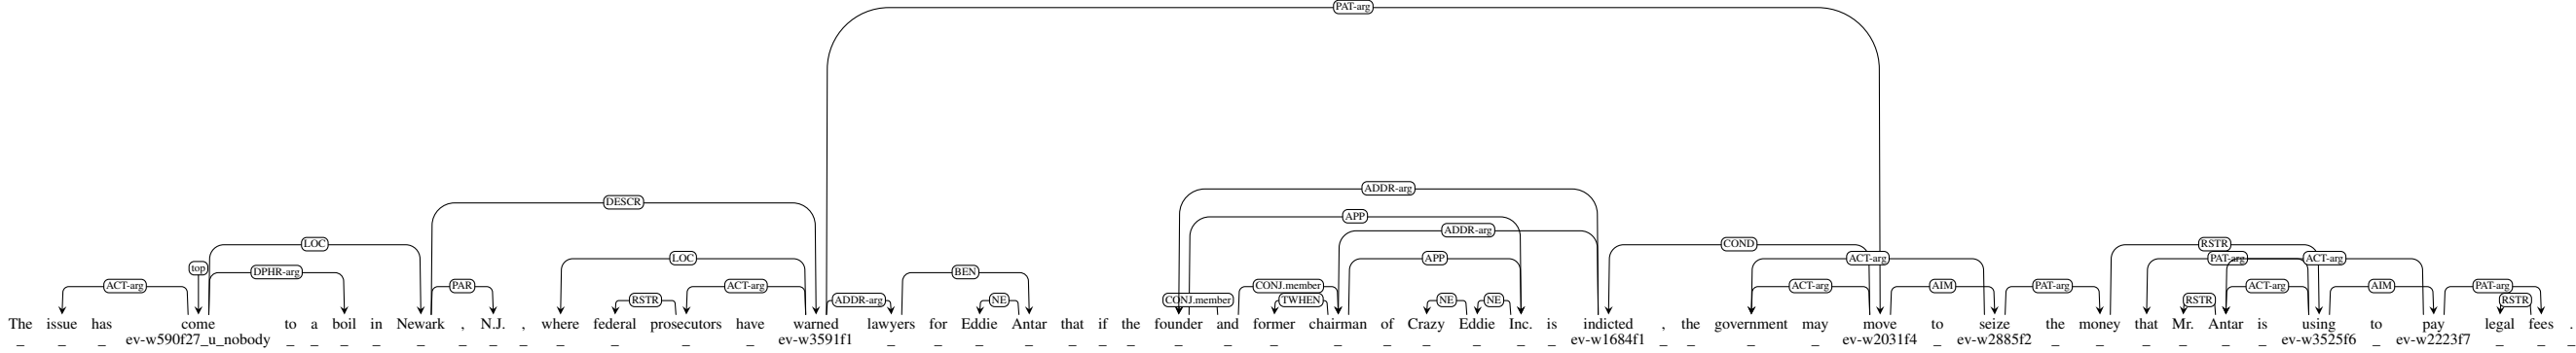 PAT-arg
ADDR-arg
DESCR
APP
ADDR-arg
LOC COND RSTR
LOC APP ACT-arg PAT-arg ACT-arg
top DPHR-arg BEN
ACT-arg PAR ACT-arg CONJ.member ACT-arg AIM PAT-arg ACT-arg AIM PAT-arg
RSTR ADDR-arg NE CONJ.member TWHEN NE NE RSTR RSTR
The issue has come to a boil in Newark , N.J. , where federal prosecutors have warned lawyers for Eddie Antar that if the founder and former chairman of Crazy Eddie Inc. is indicted , the government may move to seize the money that Mr. Antar is using to pay legal fees .
_ _ _ ev-w590f27_u_nobody _ _ _ _ _ _ _ _ _ _ _ _ ev-w3591f1 _ _ _ _ _ _ _ _ _ _ _ _ _ _ _ _ ev-w1684f1 _ _ _ _ ev-w2031f4 _ ev-w2885f2 _ _ _ _ _ _ ev-w3525f6 _ ev-w2223f7 _ _ _